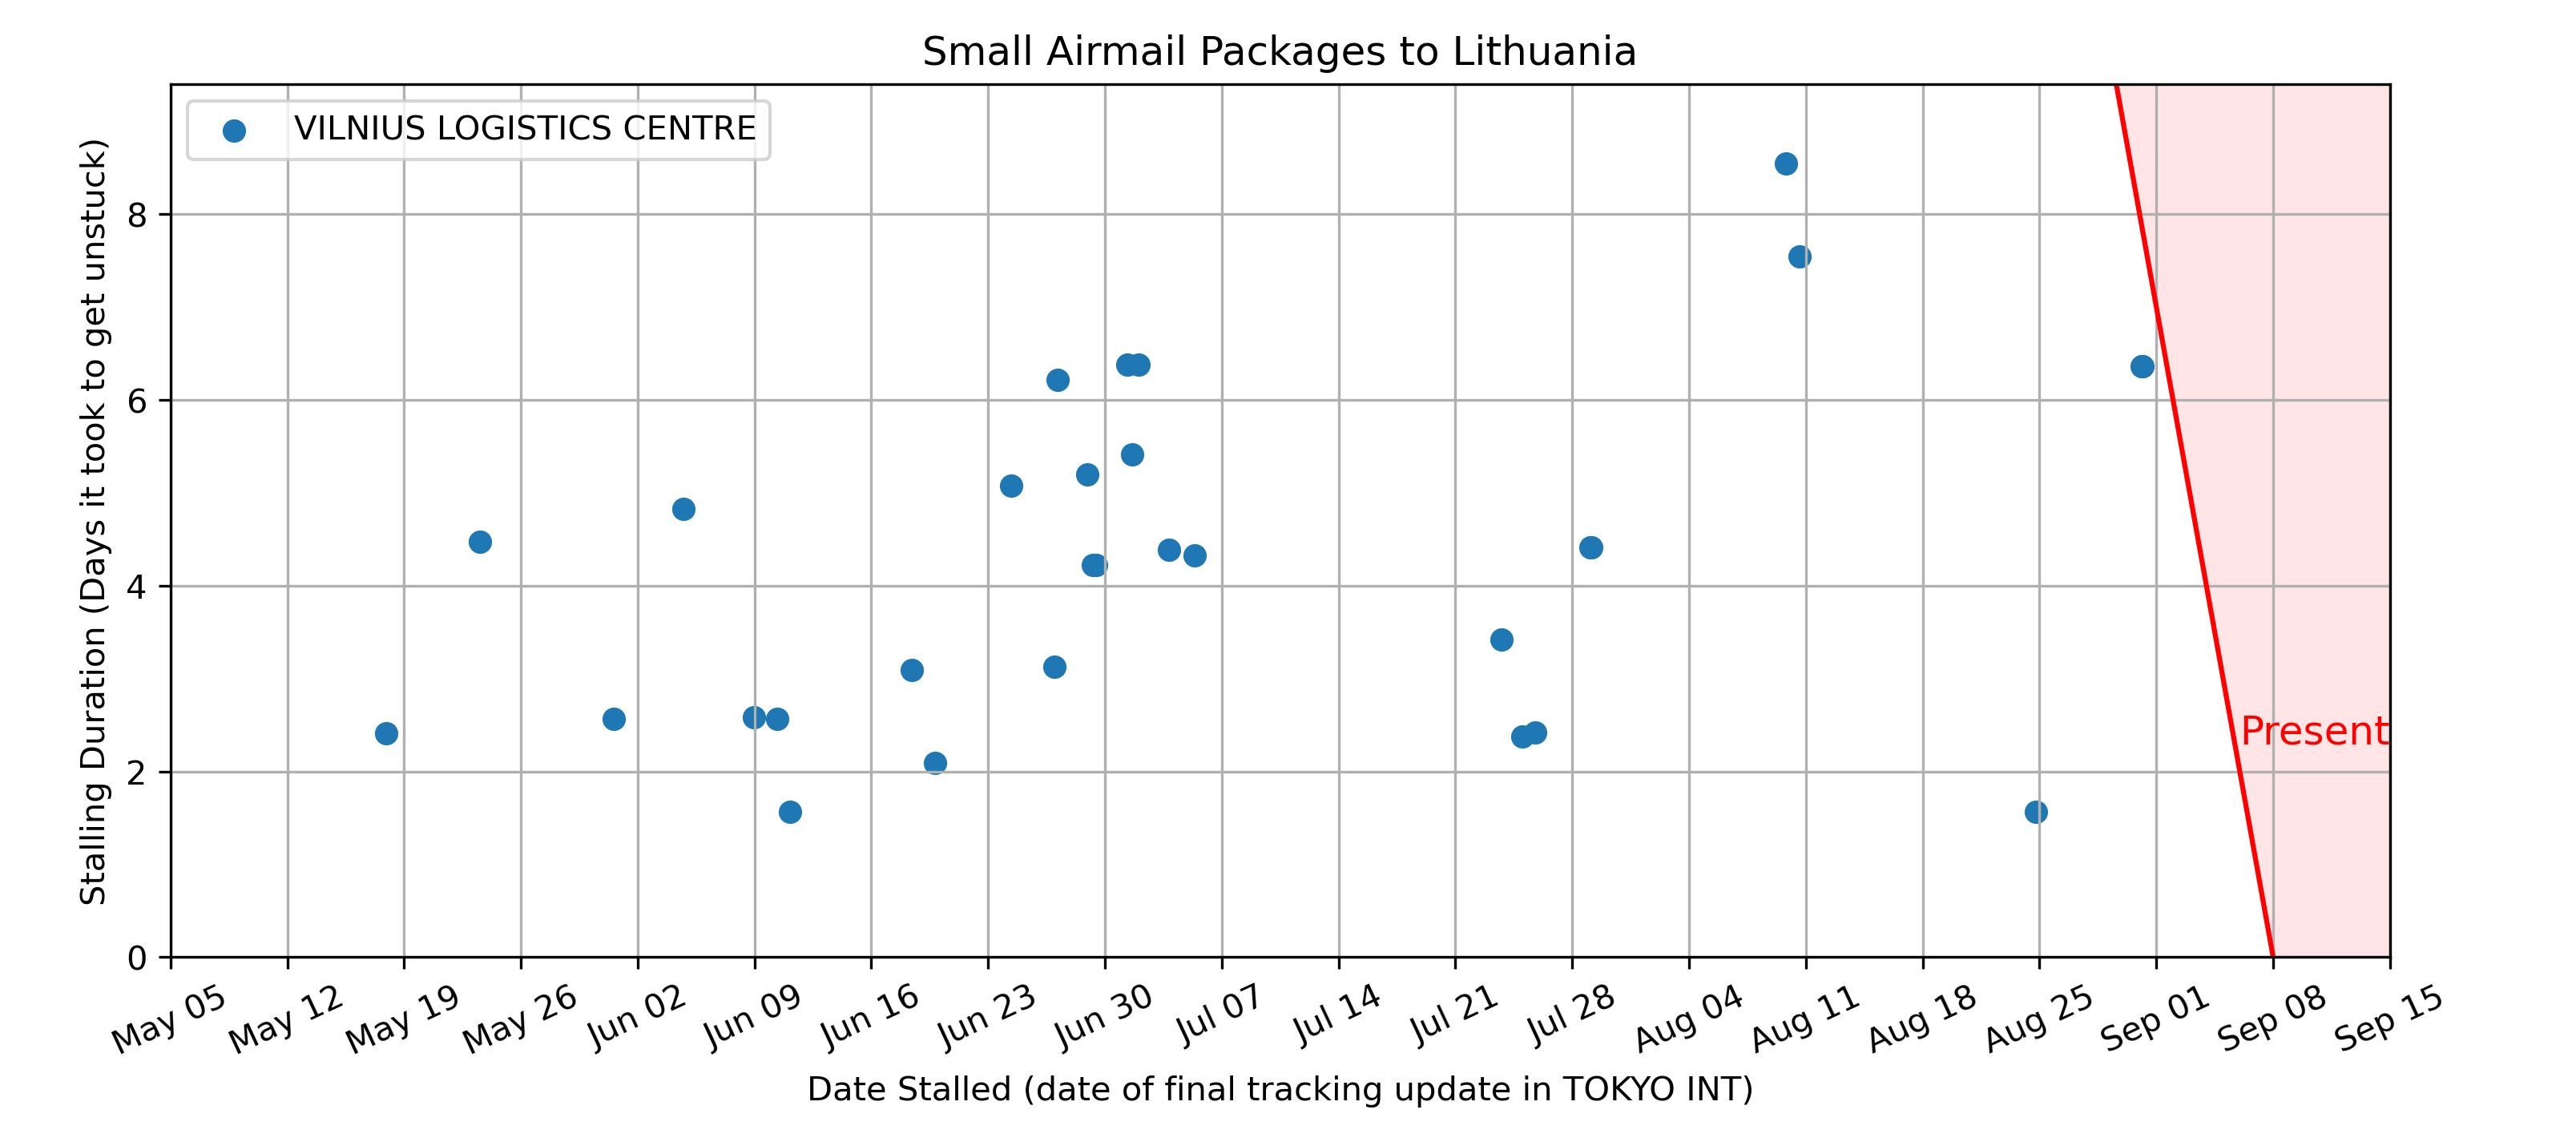 Small Airmail Packages to Lithuania
VILNIUS LOGISTICS CENTRE
Stalling Duration (Days it took to get unstuck)
8
6
4
2
0
Present
May 05
May 12
May 19
May 26
Jun 02
Jun 09
Jun 16
Jun 23
Jun 30
Jul 07
Jul 14
Jul 21
Jul 28
Aug 04
Aug 11
Aug 18
Aug 25
Sep 01
Sep 08
Sep 15
Date Stalled (date of final tracking update in TOKYO INT)